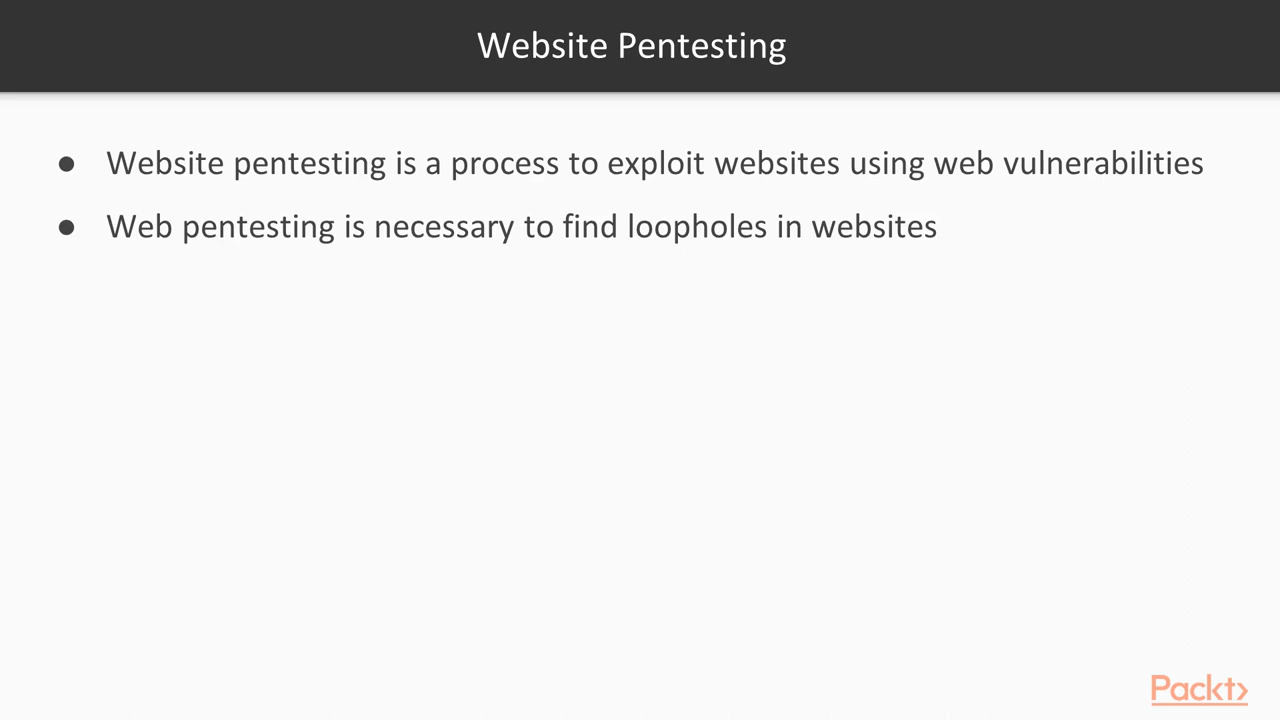 Website Pentesting
● Website pentesting is a process to exploit websites using web vulnerabilities
● Web pentesting is necessary to find loopholes in websites
Packt>